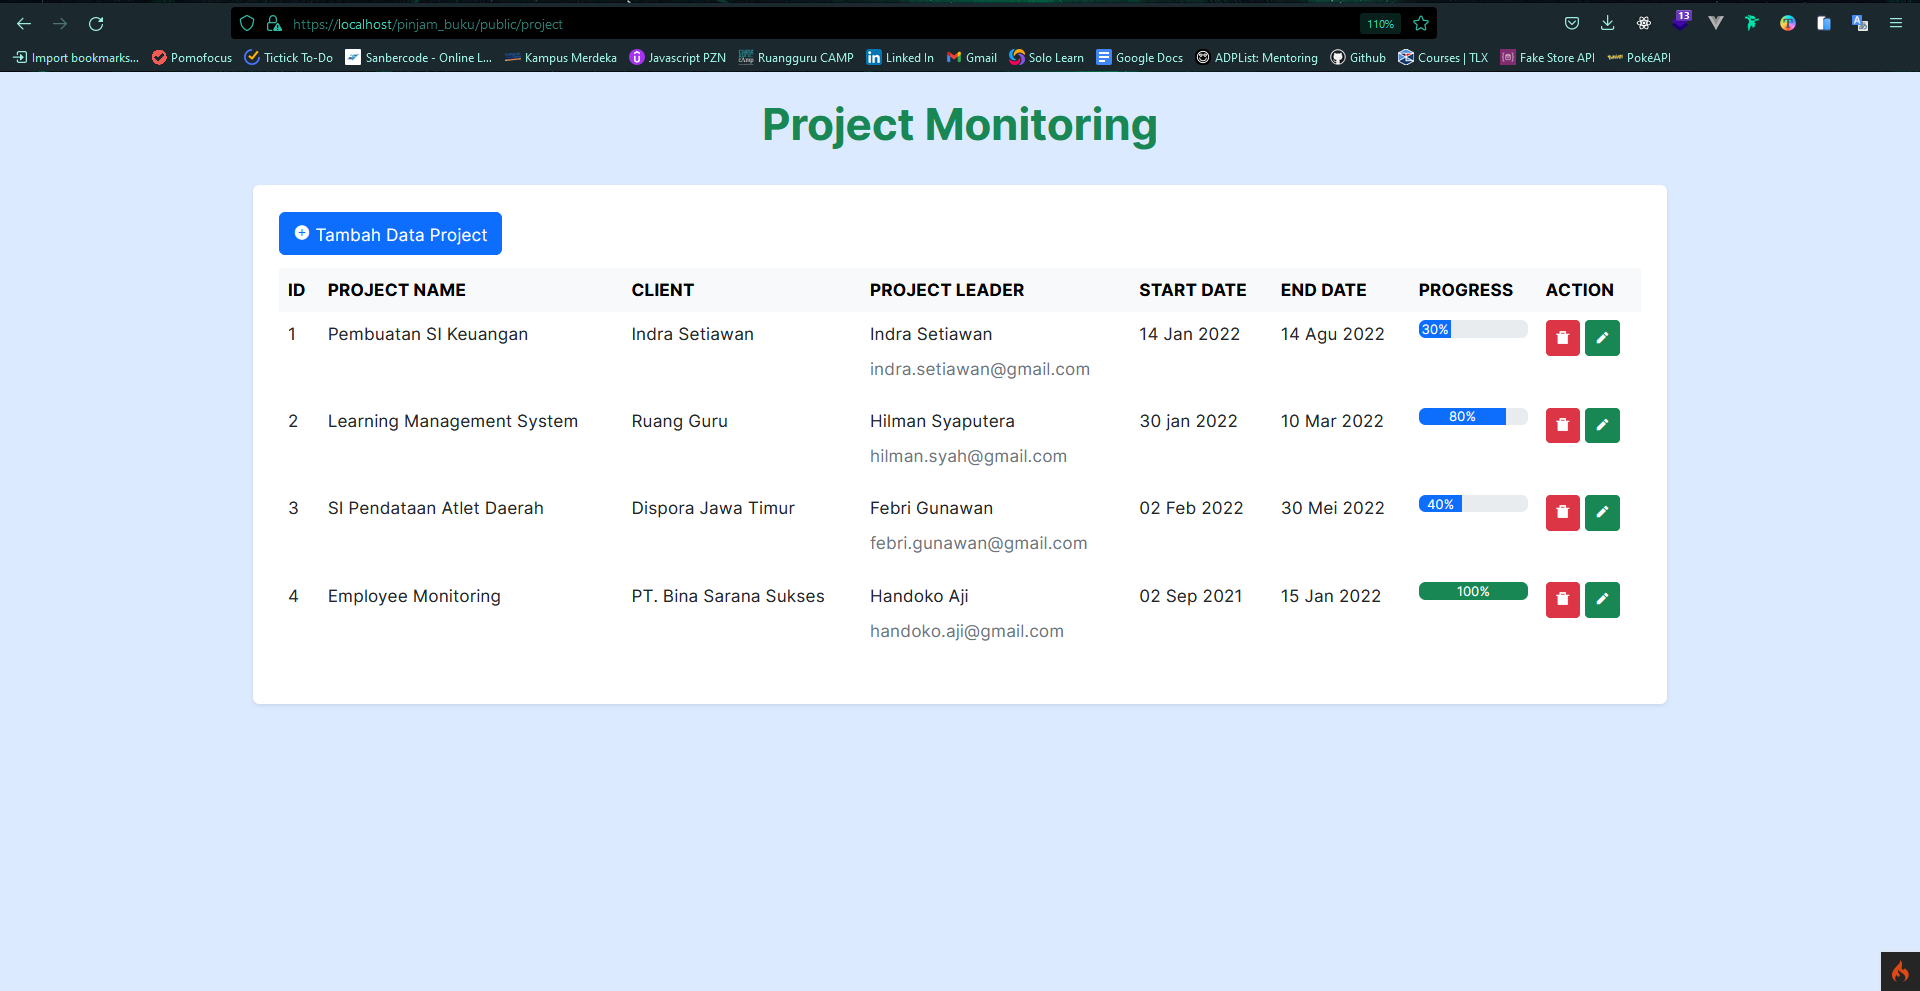 https://localhost/pinjam_buku/public/project 110% 13
Import bookmarks... Pomofocus Tictick To-Do Sanbercode - Online L... Kampus Merdeka Javascript PZN Ruangguru CAMP Linked In Gmail Solo Learn Google Docs ADPList: Mentoring Github Courses | TLX Fake Store API PokéAPI
Project Monitoring
Tambah Data Project
ID PROJECT NAME CLIENT PROJECT LEADER START DATE END DATE PROGRESS ACTION
1 Pembuatan SI Keuangan Indra Setiawan Indra Setiawan 14 Jan 2022 14 Agu 2022 30%
indra.setiawan@gmail.com
2 Learning Management System Ruang Guru Hilman Syaputera 30 jan 2022 10 Mar 2022 80%
hilman.syah@gmail.com
3 SI Pendataan Atlet Daerah Dispora Jawa Timur Febri Gunawan 02 Feb 2022 30 Mei 2022 40%
febri.gunawan@gmail.com
4 Employee Monitoring PT. Bina Sarana Sukses Handoko Aji 02 Sep 2021 15 Jan 2022 100%
handoko.aji@gmail.com